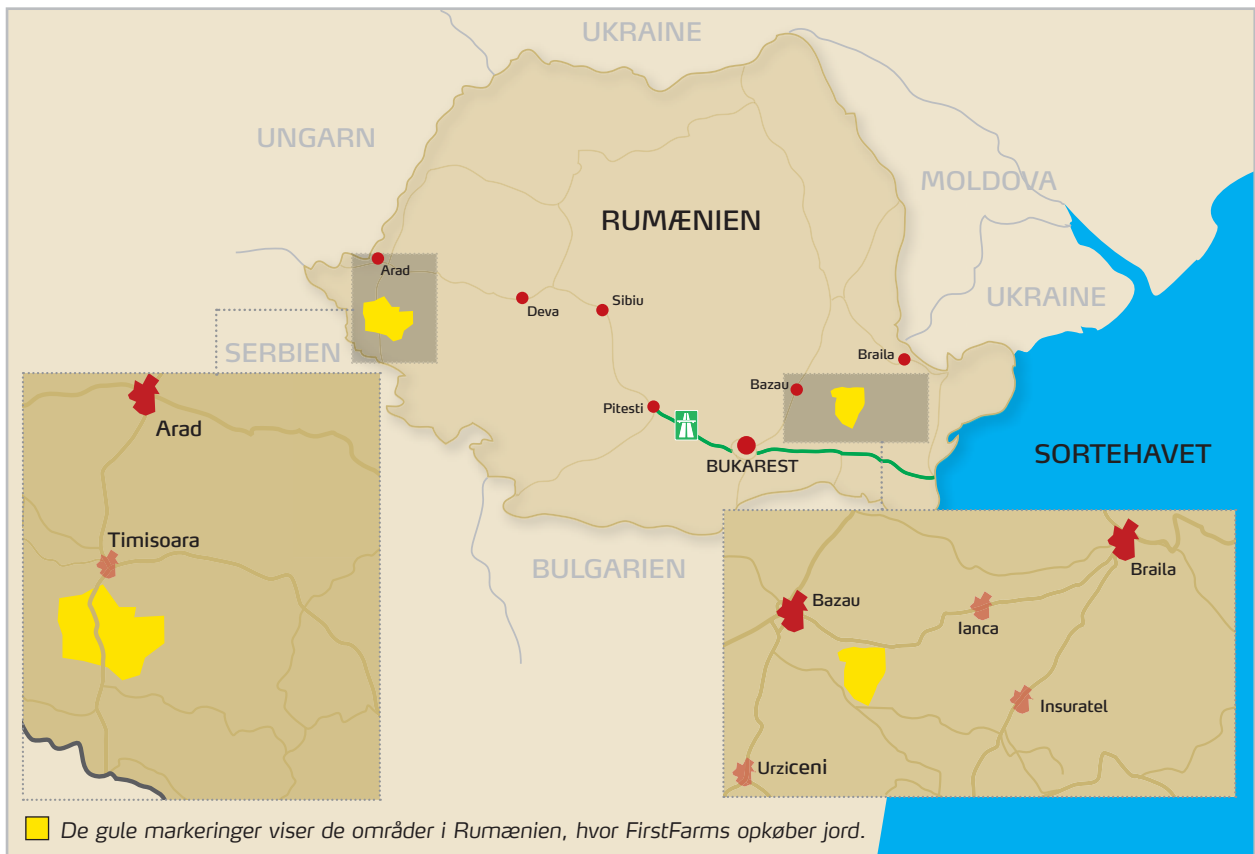 UKRAINE
UNGARN
MOLDOVA
RUMÆNIEN
Arad
UKRAINE
Deva
Sibiu
SERBIEN
Braila
Bazau
Pitesti
BUKAREST
SORTEHAVET
BULGARIEN
Arad
Timisoara
Braila
Bazau
Ianca
Insuratel
Urziceni
De gule markeringer viser de områder i Rumænien, hvor FirstFarms opkøber jord.